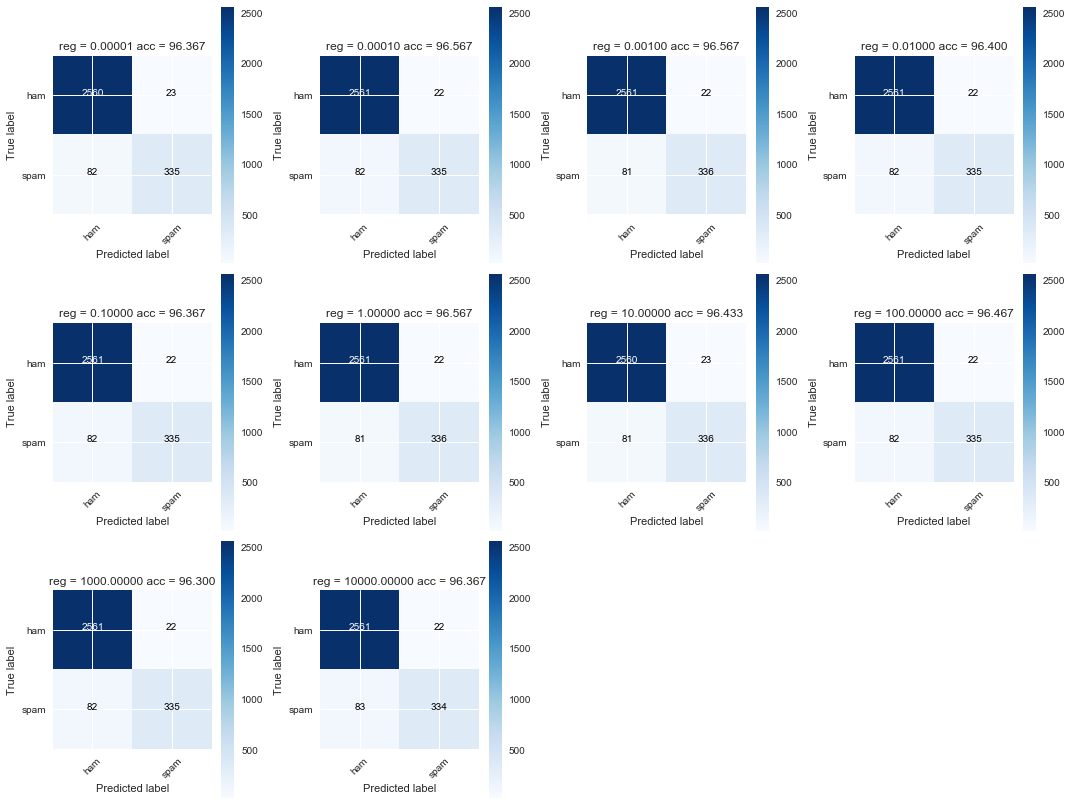 reg = 0.00001 acc = 96.367
2560
23
82
335
ham
spam
True label
ham
spam
Predicted label
2500
2000
1500
1000
500
reg = 0.00010 acc = 96.567
2561
22
82
335
True label
ham
spam
Predicted label
2500
2000
1500
1000
500
ham
spam
reg = 0.00100 acc = 96.567
2561
22
81
336
ham
spam
True label
ham
spam
Predicted label
2500
2000
1500
1000
500
reg = 0.01000 acc = 96.400
2561
22
82
335
ham
spam
True label
ham
spam
Predicted label
2500
2000
1500
1000
500
reg = 0.10000 acc = 96.367
2561
22
82
335
ham
spam
True label
ham
spam
Predicted label
2500
2000
1500
1000
500
reg = 1.00000 acc = 96.567
2561
22
81
336
ham
spam
True label
ham
spam
Predicted label
2500
2000
1500
1000
500
reg = 10.00000 acc = 96.433
2560
23
81
336
ham
spam
True label
ham
spam
Predicted label
2500
2000
1500
1000
500
reg = 100.00000 acc = 96.467
2561
22
82
335
ham
spam
True label
ham
spam
Predicted label
2500
2000
1500
1000
500
reg = 1000.00000 acc = 96.300
2561
22
82
335
ham
spam
True label
ham
spam
Predicted label
2500
2000
1500
1000
500
reg = 10000.00000 acc = 96.367
2561
22
83
334
ham
spam
True label
ham
spam
Predicted label
2500
2000
1500
1000
500